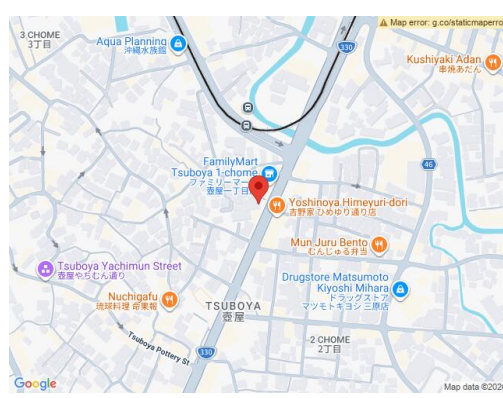 3 CHOME
3丁目
Aqua Planning
沖縄水族館
330
Map error: g.co/staticmaperro
Kushiyaki Adan
串焼あだん
46
FamilyMart
Tsuboya 1-chome
ファミリーマー
壺屋一丁目
Yoshinoya Himeyuri-dori
吉野家 ひめゆり通り店
Mun Juru Bento
むんじゅる弁当
Tsuboya Yachimun Street
壺屋やちむん通り
Drugstore Matsumoto
Kiyoshi Mihara
ドラッグストア
マツモトキヨシ 三原店
Nuchigafu
琉球料理 命果報
TSUBOYA
壺屋
Tsuboya Pottery St
330
2 CHOME
2丁目
Google
Map data ©2026